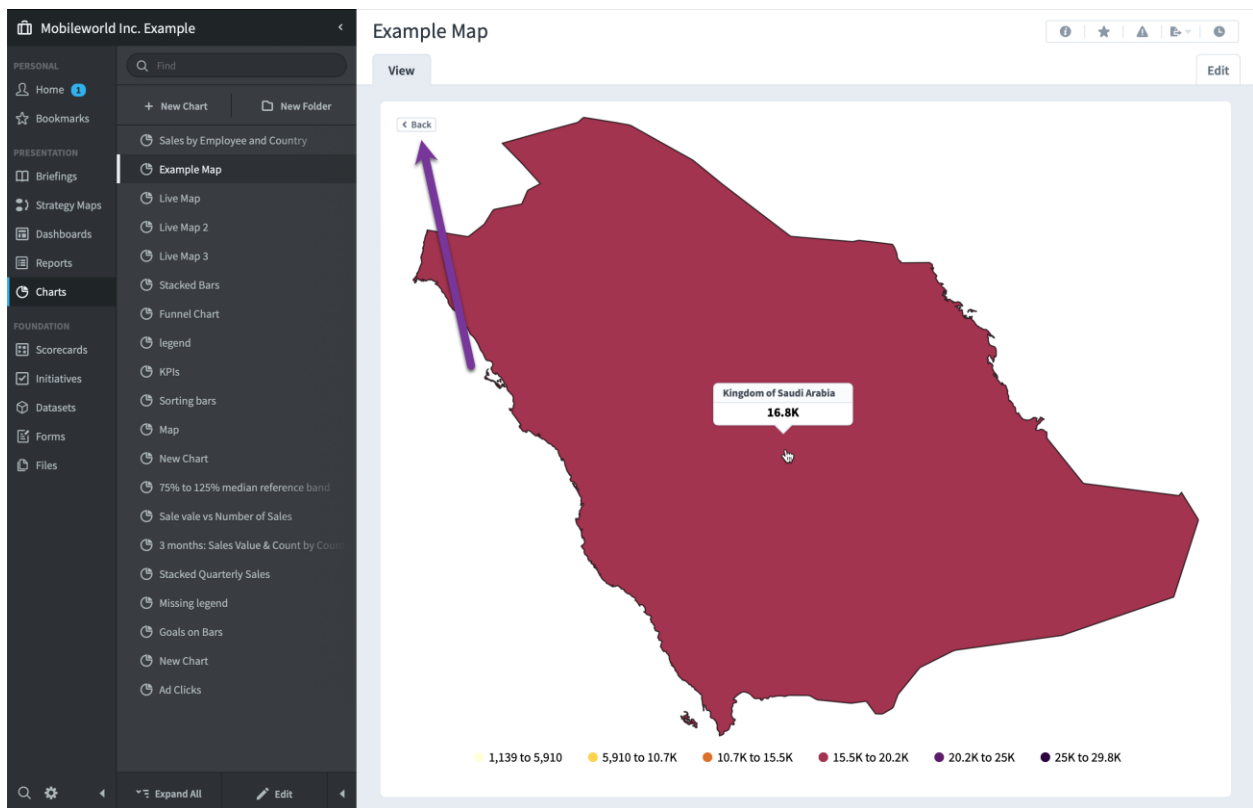 Mobileworld Inc. Example
PERSONAL
Home 1
Bookmarks
PRESENTATION
Briefings
Strategy Maps
Dashboards
Reports
Charts
FOUNDATION
Scorecards
Initiatives
Datasets
Forms
Files
Find
+ New Chart
New Folder
Sales by Employee and Country
Example Map
Live Map
Live Map 2
Live Map 3
Stacked Bars
Funnel Chart
legend
KPIs
Sorting bars
Map
New Chart
75% to 125% median reference band
Sale vale vs Number of Sales
3 months: Sales Value & Count by Coun
Stacked Quarterly Sales
Missing legend
Goals on Bars
New Chart
Ad Clicks
Expand All
Edit
Example Map
View
Edit
Back
Kingdom of Saudi Arabia
16.8K
1,139 to 5,910
5,910 to 10.7K
10.7K to 15.5K
15.5K to 20.2K
20.2K to 25K
25K to 29.8K